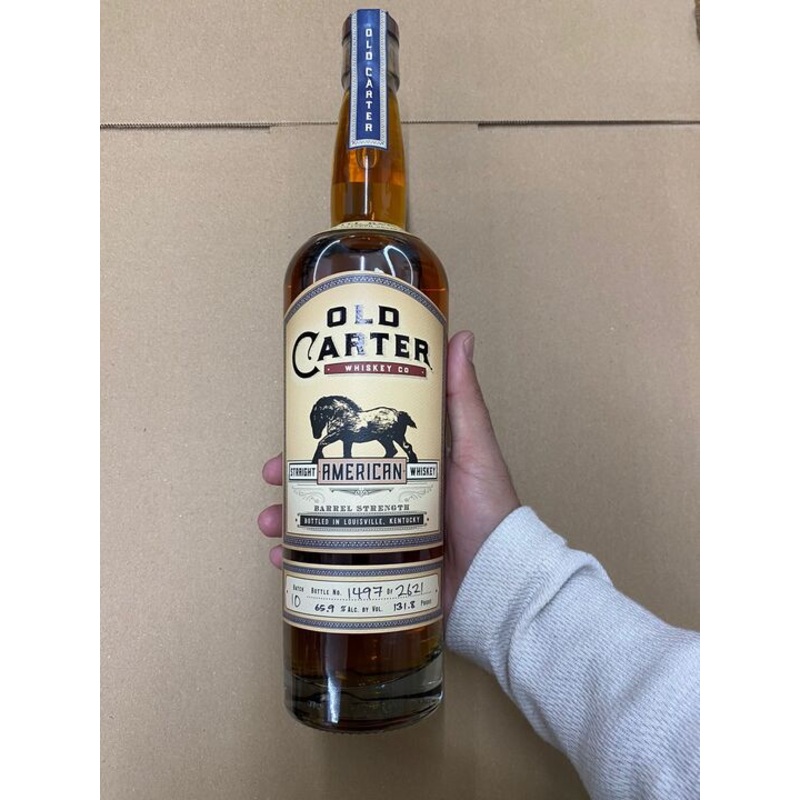 OLD CARTER
OLD
CARTER
WHISKEY CO
STRAIGHT AMERICAN WHISKEY
BARREL STRENGTH
BOTTLED IN LOUISVILLE, KENTUCKY
BATCH 10 BOTTLE NO. 1497 OF 2621
65.9 % ALC. BY VOL. 131.8 PROOF